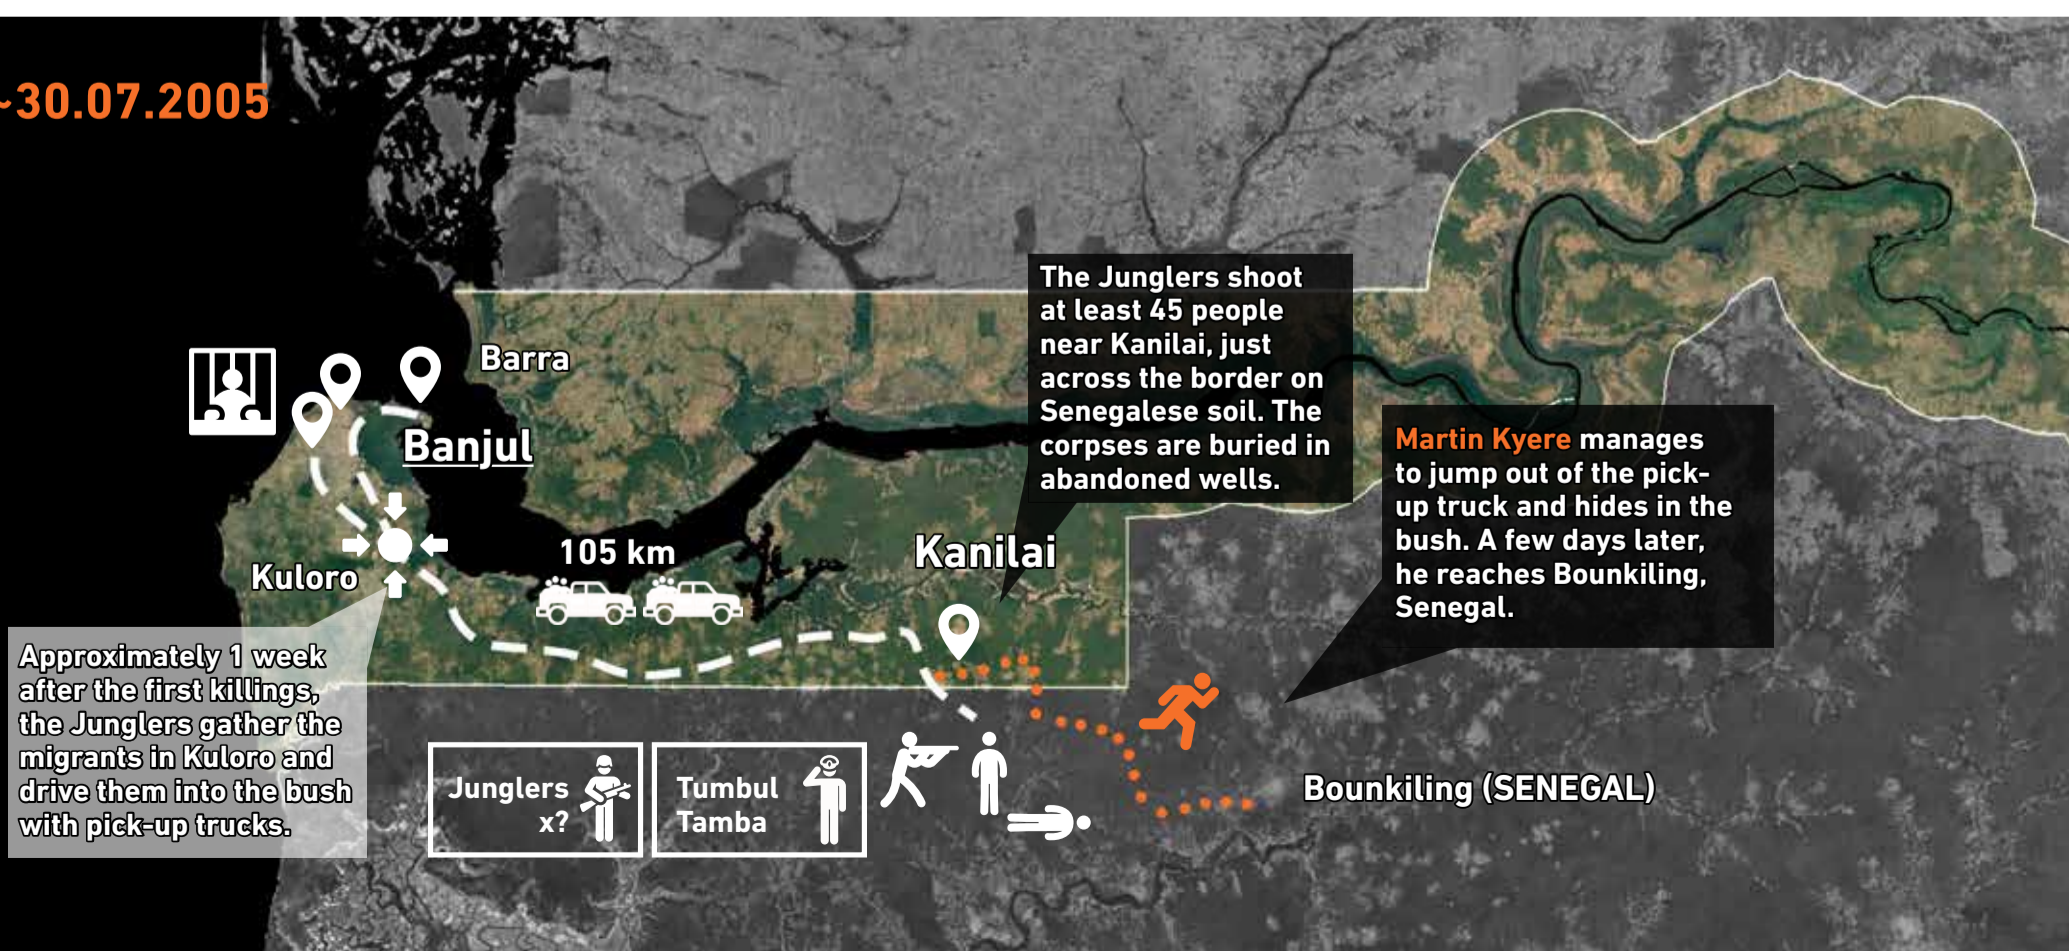 ~30.07.2005
Barra
Banjul
The Junglers shoot
at least 45 people
near Kanilai, just
across the border on
Senegalese soil. The
corpses are buried in
abandoned wells.
Martin Kyere manages
to jump out of the pick-
up truck and hides in the
bush. A few days later,
he reaches Bounkiling,
Senegal.
105 km
Kanilai
Kuloro
Approximately 1 week
after the first killings,
the Junglers gather the
migrants in Kuloro and
drive them into the bush
with pick-up trucks.
Junglers
x?
Tumbul
Tamba
Bounkiling (SENEGAL)